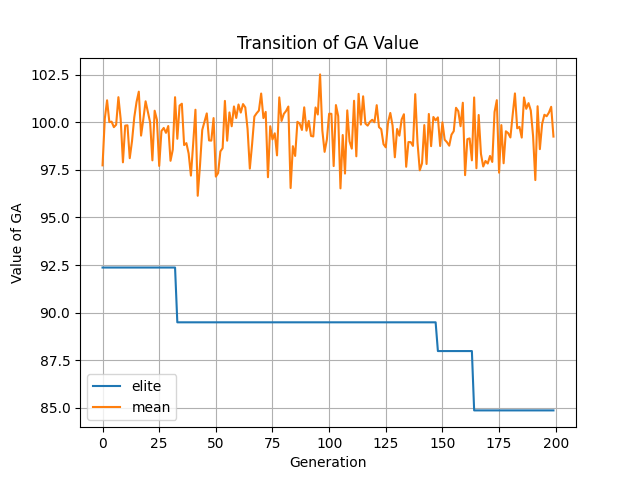 Transition of GA Value
Value of GA
102.5
100.0
97.5
95.0
92.5
90.0
87.5
85.0
elite
mean
0 25 50 75 100 125 150 175 200
Generation